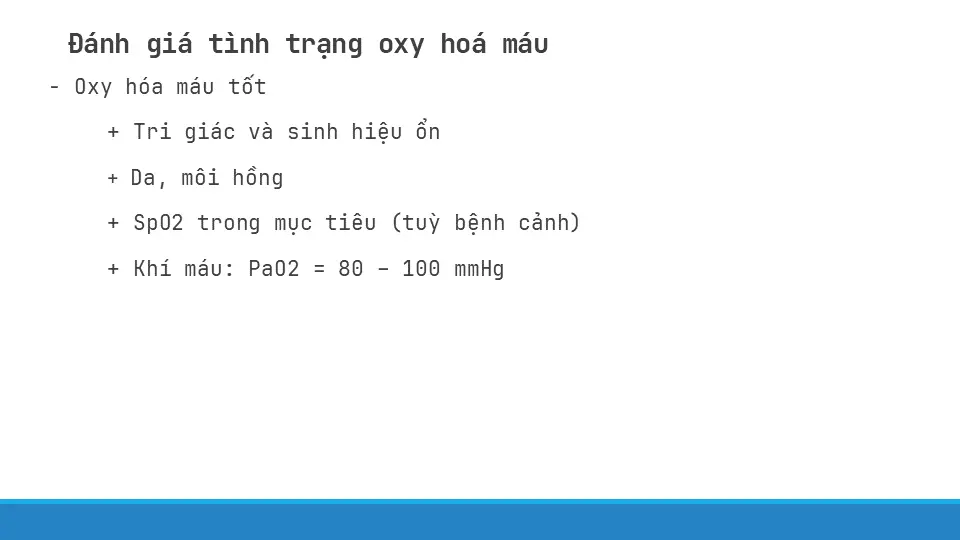 Đánh giá tình trạng oxy hoá máu
- Oxy hóa máu tốt
+ Tri giác và sinh hiệu ổn
+ Da, môi hồng
+ SpO2 trong mục tiêu (tuỳ bệnh cảnh)
+ Khí máu: PaO2 = 80 – 100 mmHg